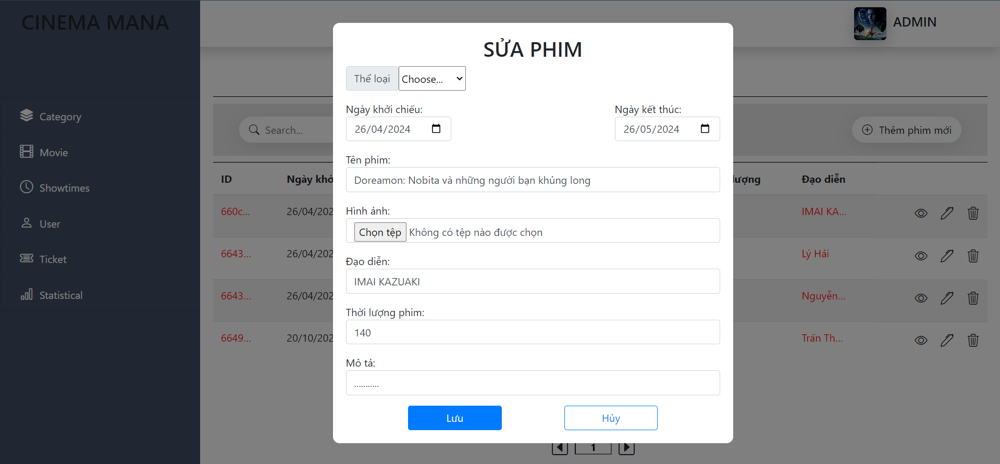 CINEMA MANA
ADMIN
Category
Movie
Showtimes
User
Ticket
Statistical
Search...
Thêm phim mới
ID
Ngày khở
lượng
Đạo diễn
660c...
26/04/202
IMAI KA...
6643...
26/04/202
Lý Hải
6643...
26/04/202
Nguyễn...
6649...
20/10/202
Trấn Th...
1
SỬA PHIM
Thể loại
Choose...
Ngày khởi chiếu:
Ngày kết thúc:
26/04/2024
26/05/2024
Tên phim:
Doreamon: Nobita và những người bạn khủng long
Hình ảnh:
Chọn tệp Không có tệp nào được chọn
Đạo diễn:
IMAI KAZUAKI
Thời lượng phim:
140
Mô tả:
...........
Lưu
Hủy